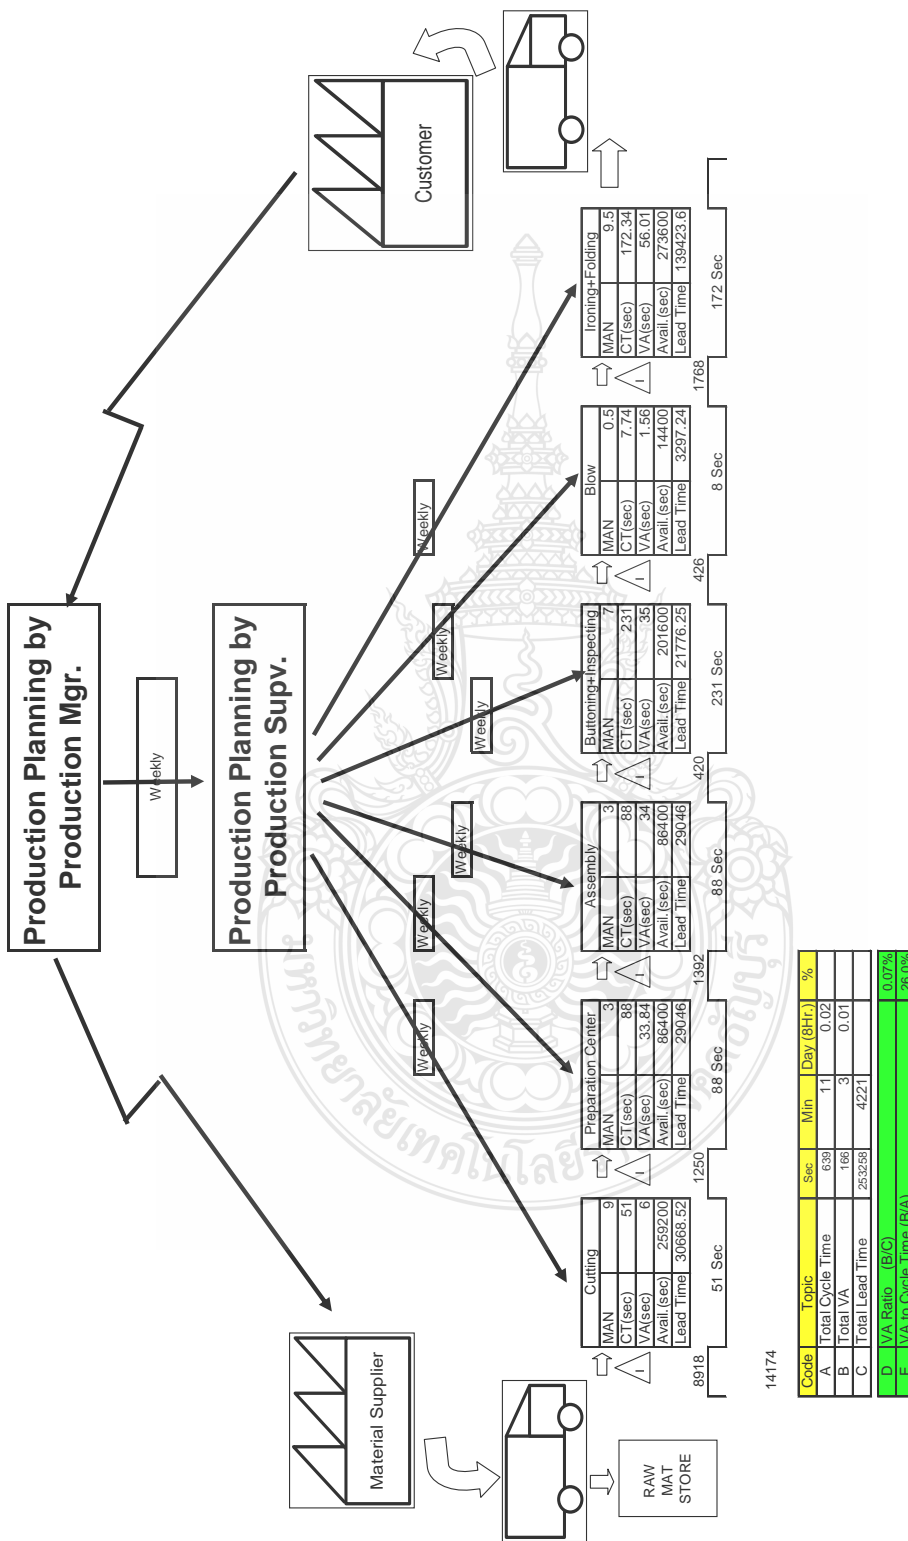 Production Planning by
Production Mgr.
Weekly
Production Planning by
Production Supv.
Customer
Material Supplier
Weekly
Weekly
Weekly
Weekly
Weekly
Weekly
RAW
MAT
STORE
Cutting
MAN 9
CT(sec) 51
VA(sec) 6
Avail.(sec) 259200
Lead Time 30668.52
Preparation Center
MAN 3
CT(sec) 88
VA(sec) 33.84
Avail.(sec) 86400
Lead Time 29046
Assembly
MAN 3
CT(sec) 88
VA(sec) 34
Avail.(sec) 86400
Lead Time 29046
Buttoning+Inspecting
MAN 7
CT(sec) 231
VA(sec) 35
Avail.(sec) 201600
Lead Time 21776.25
Blow
MAN 0.5
CT(sec) 7.74
VA(sec) 1.56
Avail.(sec) 14400
Lead Time 3297.24
Ironing+Folding
MAN 9.5
CT(sec) 172.34
VA(sec) 56.01
Avail.(sec) 273600
Lead Time 139423.6
I I I I I I
8918 1250 1392 420 426 1768
51 Sec 88 Sec 88 Sec 231 Sec 8 Sec 172 Sec
14174
Code Topic Sec Min Day (8Hr.) %
A Total Cycle Time 639 11 0.02
B Total VA 166 3 0.01
C Total Lead Time 253258 4221
D VA Ratio (B/C) 0.07%
E VA to Cycle Time (B/A) 26.0%